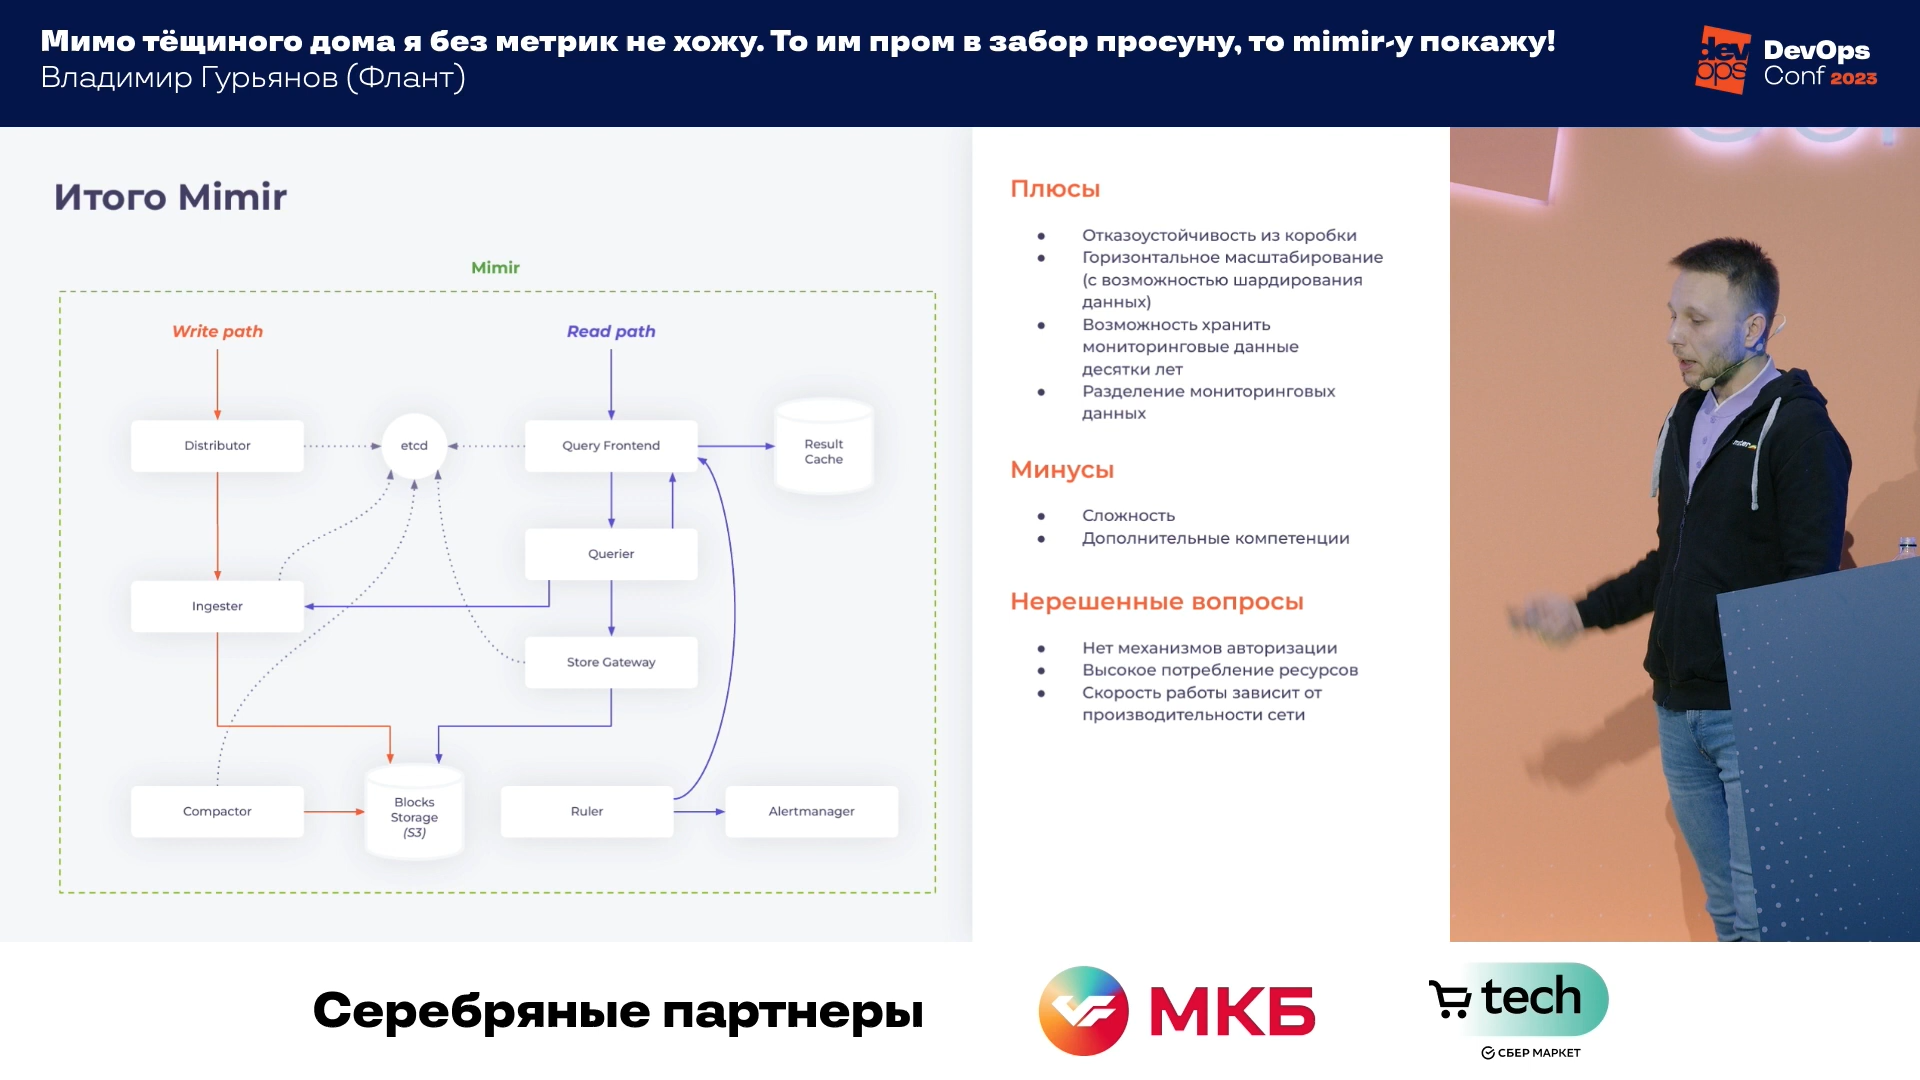 Мимо тёщиного дома я без метрик не хожу. То им пром в забор просуну, то mimir-у покажу!
Владимир Гурьянов (Флант)
dev
ops
DevOps
Conf 2023
Итого Mimir
Mimir
Write path
Read path
Distributor
etcd
Query Frontend
Result
Cache
Querier
Ingester
Store Gateway
Compactor
Blocks
Storage
(S3)
Ruler
Alertmanager
Плюсы
● Отказоустойчивость из коробки
● Горизонтальное масштабирование
(с возможностью шардирования
данных)
● Возможность хранить
мониторинговые данные
десятки лет
● Разделение мониторинговых
данных
Минусы
● Сложность
● Дополнительные компетенции
Нерешенные вопросы
● Нет механизмов авторизации
● Высокое потребление ресурсов
● Скорость работы зависит от
производительности сети
Серебряные партнеры
МКБ
tech
СБЕР МАРКЕТ